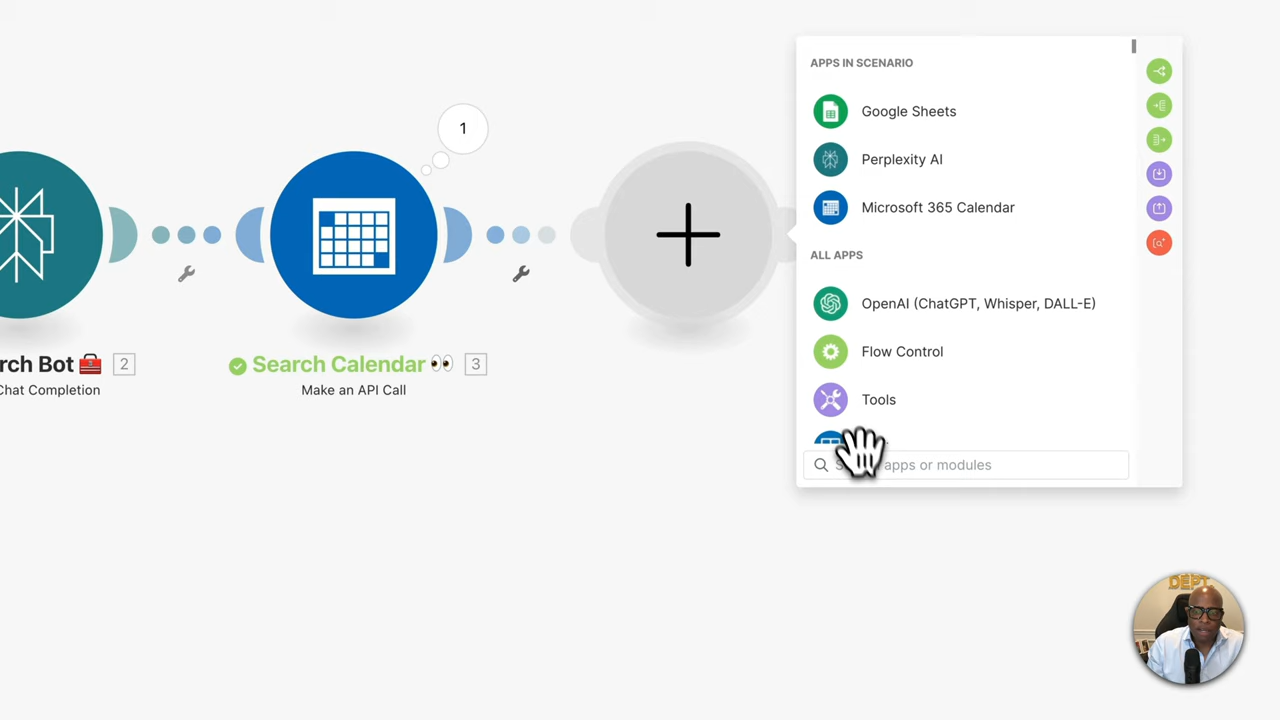 APPS IN SCENARIO
Google Sheets
Perplexity AI
Microsoft 365 Calendar
ALL APPS
OpenAI (ChatGPT, Whisper, DALL-E)
Flow Control
Tools
apps or modules
1
Bot 🧰 2
Chat Completion
Search Calendar 👀 3
Make an API Call
DEPT